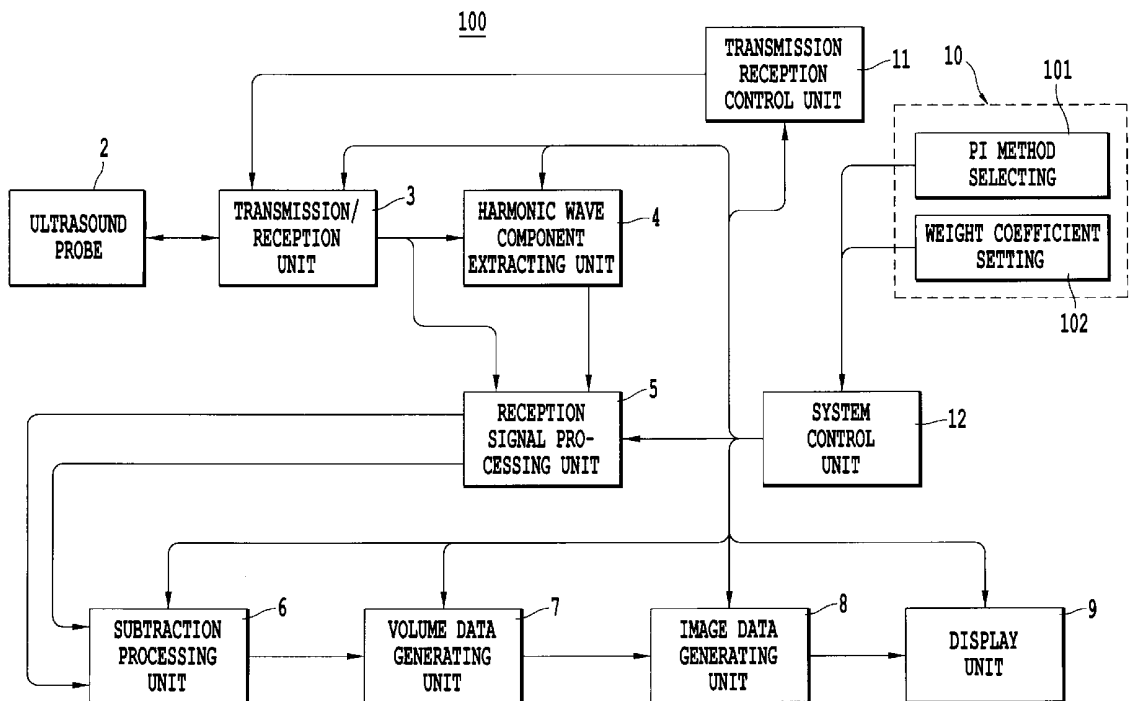 100
TRANSMISSION
RECEPTION
CONTROL UNIT
11
10
101
PI METHOD
SELECTING
WEIGHT COEFFICIENT
SETTING
102
2
ULTRASOUND
PROBE
TRANSMISSION/
RECEPTION
UNIT
3
HARMONIC WAVE
COMPONENT
EXTRACTING UNIT
4
RECEPTION
SIGNAL PRO-
CESSING UNIT
5
SYSTEM
CONTROL
UNIT
12
SUBTRACTION
PROCESSING
UNIT
6
VOLUME DATA
GENERATING
UNIT
7
IMAGE DATA
GENERATING
UNIT
8
DISPLAY
UNIT
9